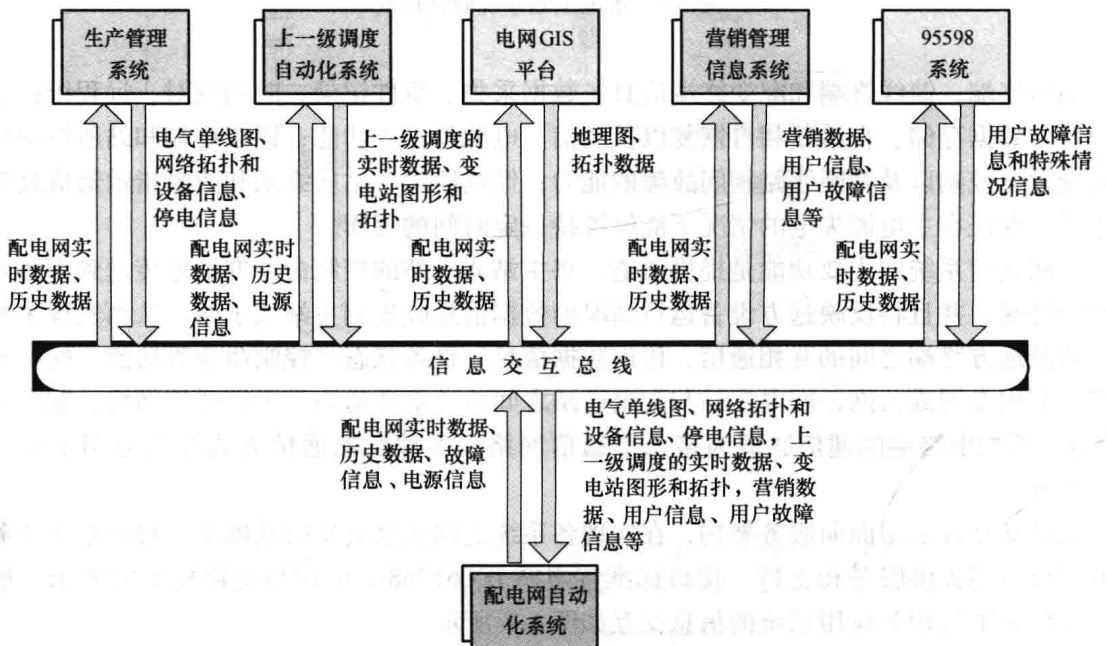 生产管理
系统
上一级调度
自动化系统
电网GIS
平台
营销管理
信息系统
95598
系统
电气单线图、
网络拓扑和
设备信息、
停电信息
上一级调度的
实时数据、变
电站图形和
拓扑
地理图、
拓扑数据
营销数据、
用户信息、
用户故障信
息等
用户故障信
息和特殊情
况信息
配电网实
时数据、
历史数据
配电网实时
数据、历史
数据、电源
信息
配电网实
时数据、
历史数据
配电网实
时数据、
历史数据
配电网实
时数据、
历史数据
信息交互总线
配电网实时数据、
历史数据、故障
信息、电源信息
电气单线图、网络拓扑和
设备信息、停电信息，上
一级调度的实时数据、变
电站图形和拓扑，营销数
据、用户信息、用户故障
信息等
配电网自动
化系统